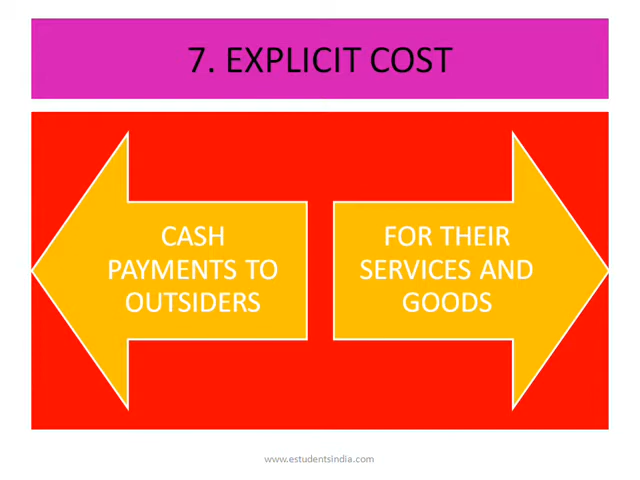 7. EXPLICIT COST
CASH
PAYMENTS TO
OUTSIDERS
FOR THEIR
SERVICES AND
GOODS
www.estudentsindia.com